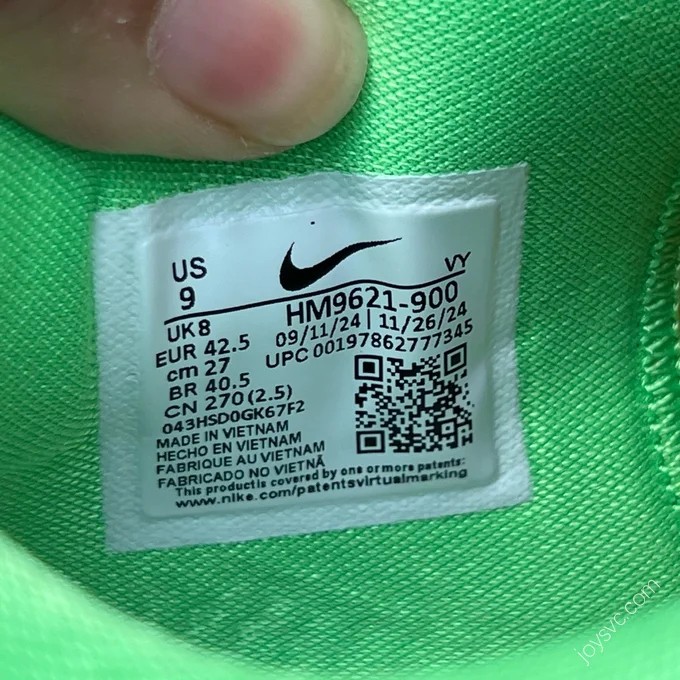 US
9
VY
HM9621-900
UK 8
09/11/24 | 11/26/24
EUR 42.5
UPC 00197862777345
cm 27
BR 40.5
CN 270 (2.5)
043HSD0GK67F2
MADE IN VIETNAM
HECHO EN VIETNAM
FABRIQUE AU VIETNAM
FABRICADO NO VIETNÃ
This productis covered by one or more patents:
www.nike.com/patentsvirtualmarking
joysvc.com